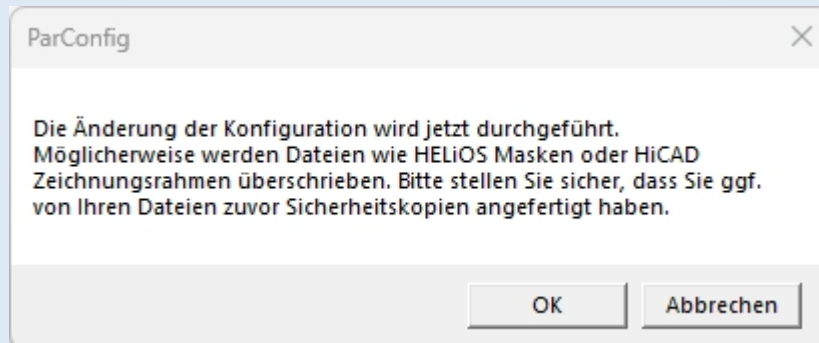 ParConfig
Die Änderung der Konfiguration wird jetzt durchgeführt.
Möglicherweise werden Dateien wie HELiOS Masken oder HiCAD
Zeichnungsrahmen überschrieben. Bitte stellen Sie sicher, dass Sie ggf.
von Ihren Dateien zuvor Sicherheitskopien angefertigt haben.
OK
Abbrechen